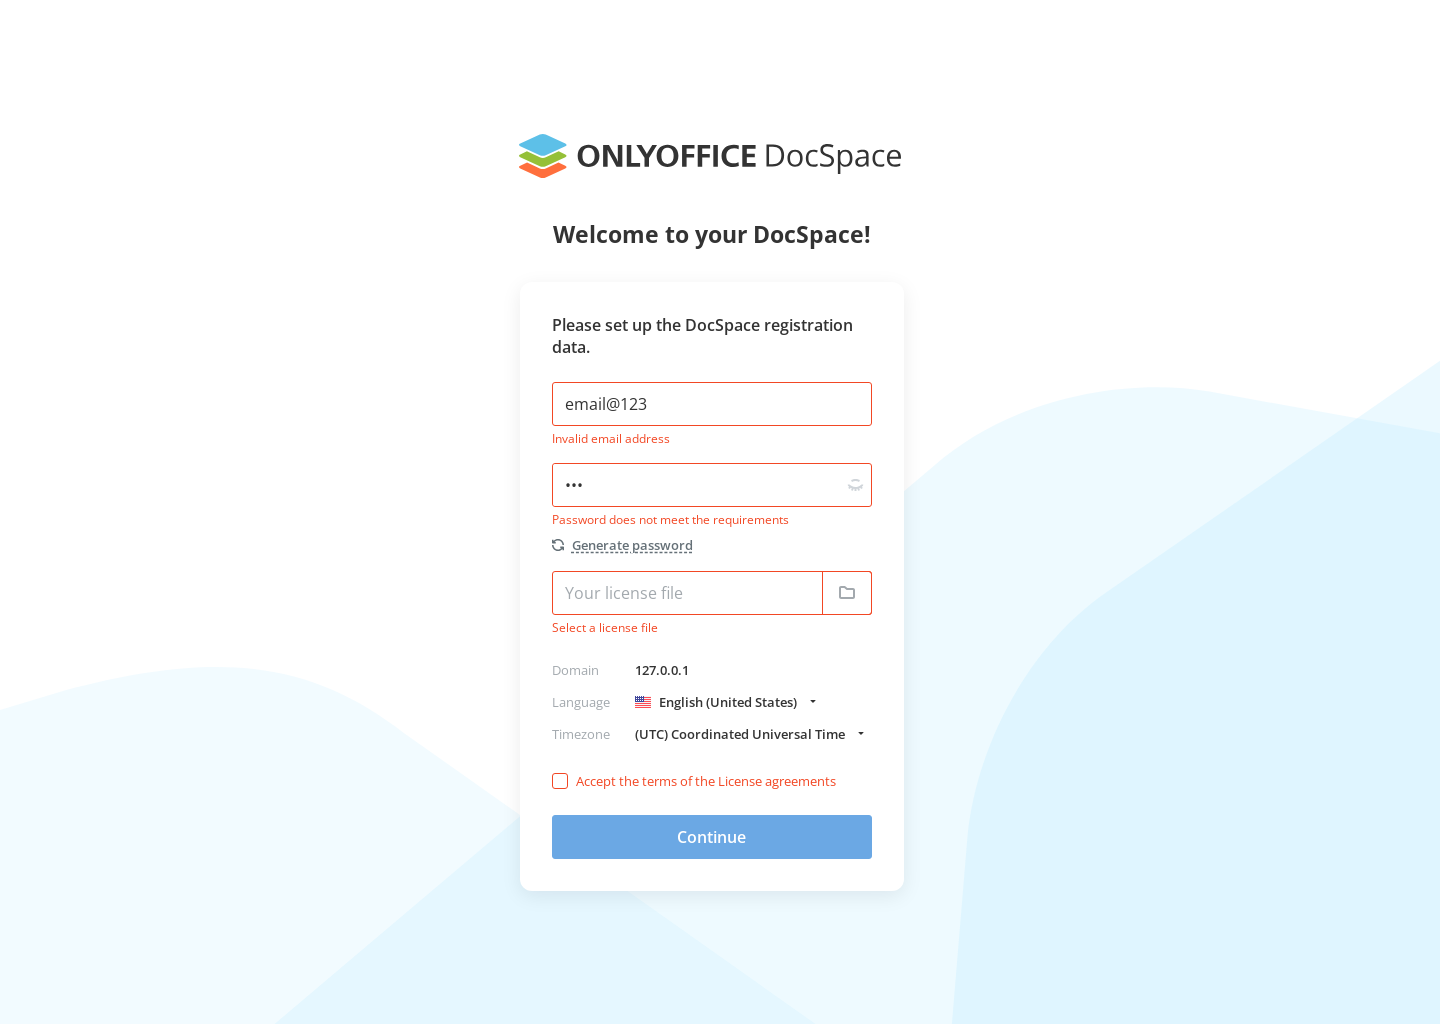 ONLYOFFICE DocSpace
Welcome to your DocSpace!
Please set up the DocSpace registration
data.
email@123
Invalid email address
•••
Password does not meet the requirements
Generate password
Your license file
Select a license file
Domain 127.0.0.1
Language English (United States)
Timezone (UTC) Coordinated Universal Time
Accept the terms of the License agreements
Continue